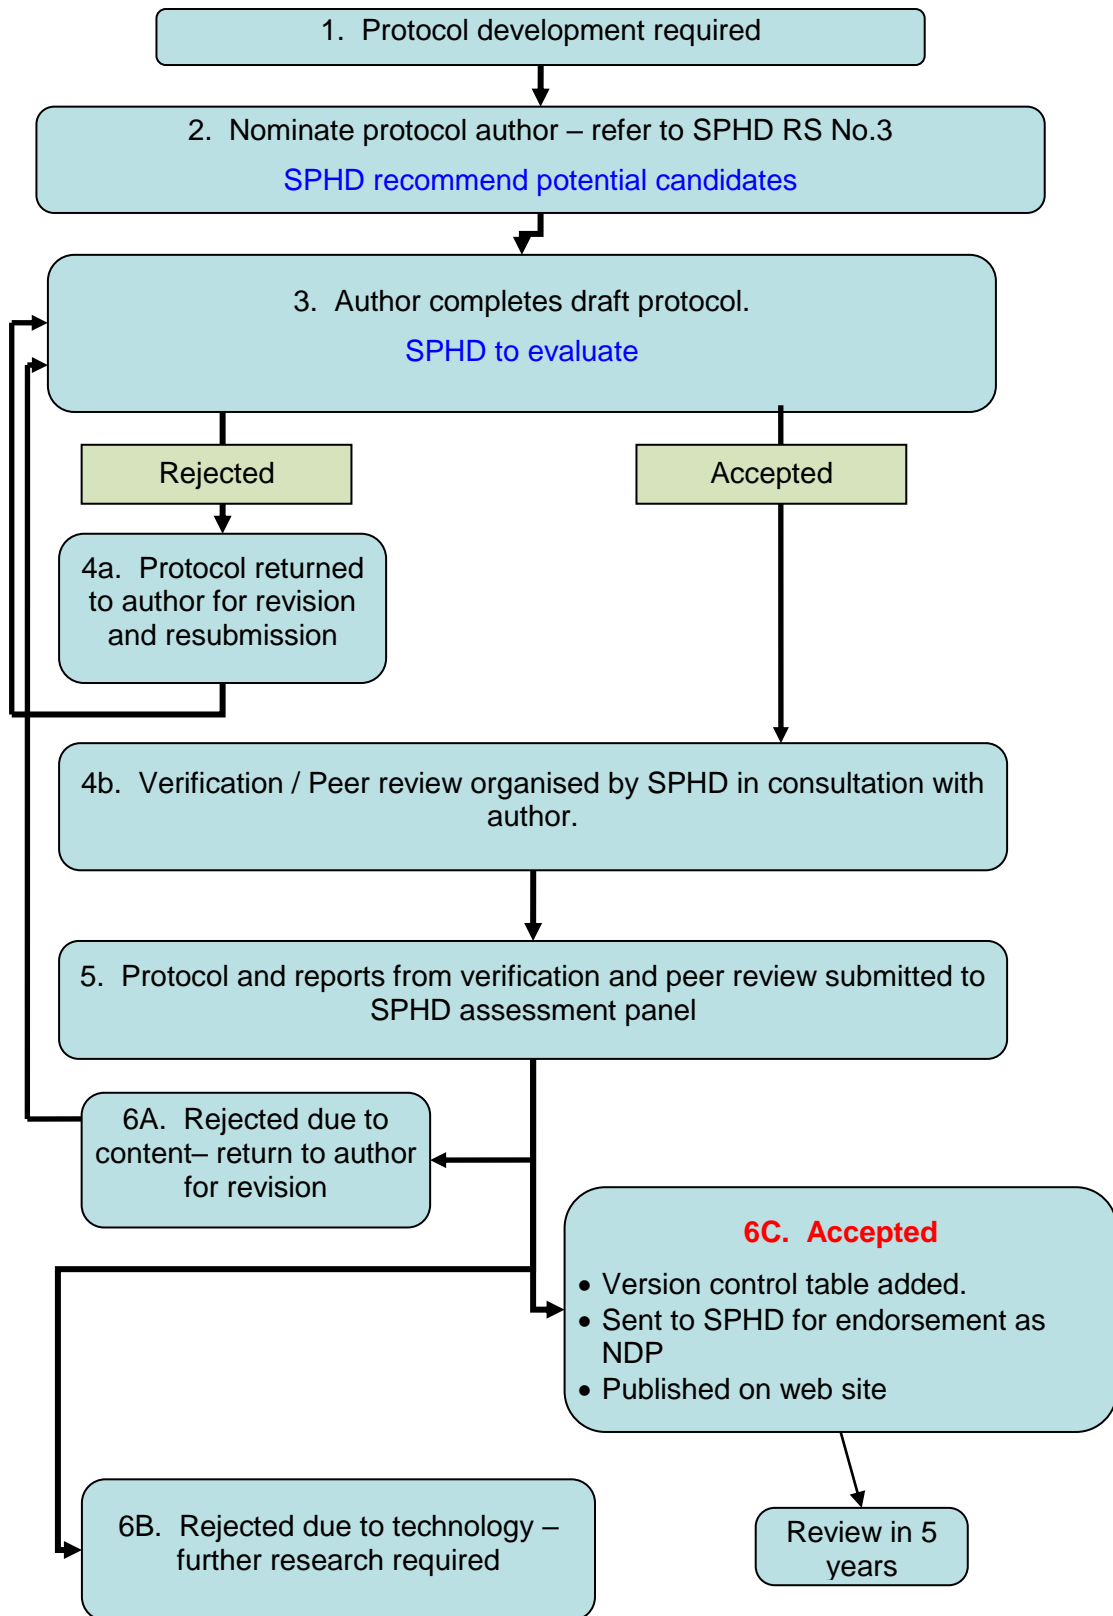 1. Protocol development required
2. Nominate protocol author – refer to SPHD RS No.3
SPHD recommend potential candidates
3. Author completes draft protocol.
SPHD to evaluate
Rejected
Accepted
4a. Protocol returned
to author for revision
and resubmission
4b. Verification / Peer review organised by SPHD in consultation with
author.
5. Protocol and reports from verification and peer review submitted to
SPHD assessment panel
6A. Rejected due to
content– return to author
for revision
6C. Accepted
• Version control table added.
• Sent to SPHD for endorsement as
NDP
• Published on web site
6B. Rejected due to technology –
further research required
Review in 5
years